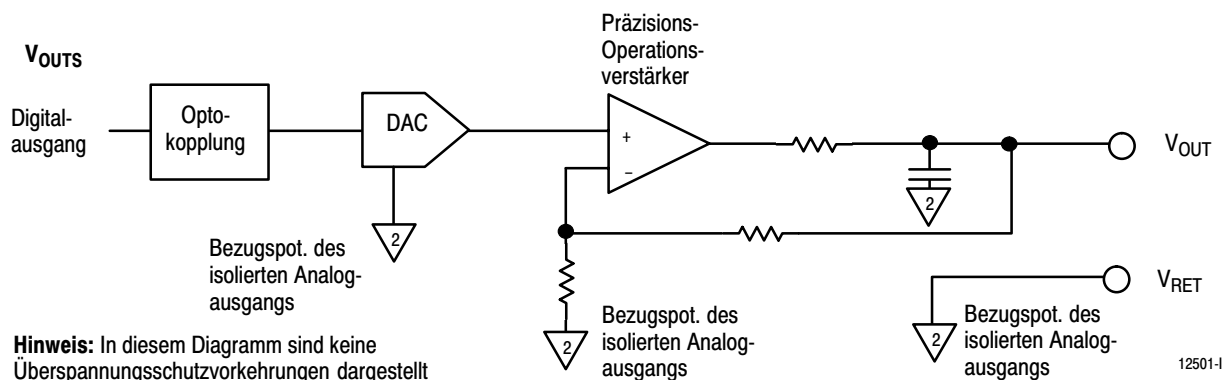 Präzisions-
Operations-
verstärker
VOUTS
Digital-
ausgang
Opto-
kopplung
DAC
+
−
VOUT
2
2
Bezugspot. des
isolierten Analog-
ausgangs
2
Bezugspot. des
isolierten Analog-
ausgangs
VRET
2
Bezugspot. des
isolierten Analog-
ausgangs
Hinweis: In diesem Diagramm sind keine
Überspannungsschutzvorkehrungen dargestellt
12501-I